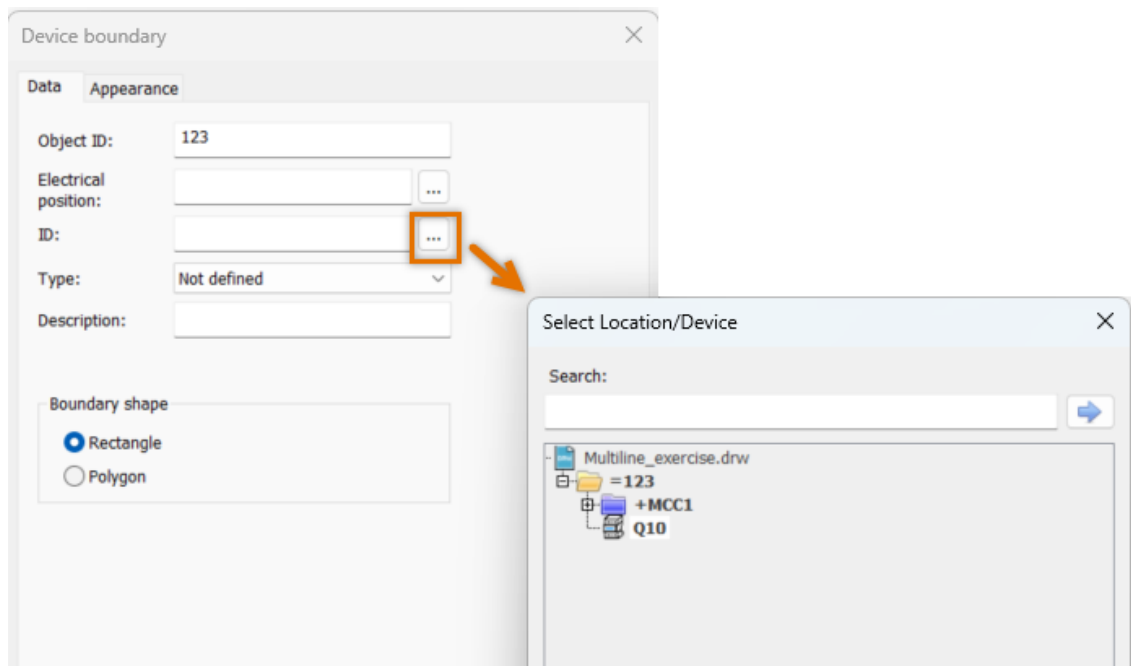 Device boundary
Data Appearance
Object ID: 123
Electrical
position: ...
ID: ...
Type: Not defined
Description:
Boundary shape
Rectangle
Polygon
Select Location/Device
Search:
Multiline_exercise.drw
=123
+MCC1
Q10